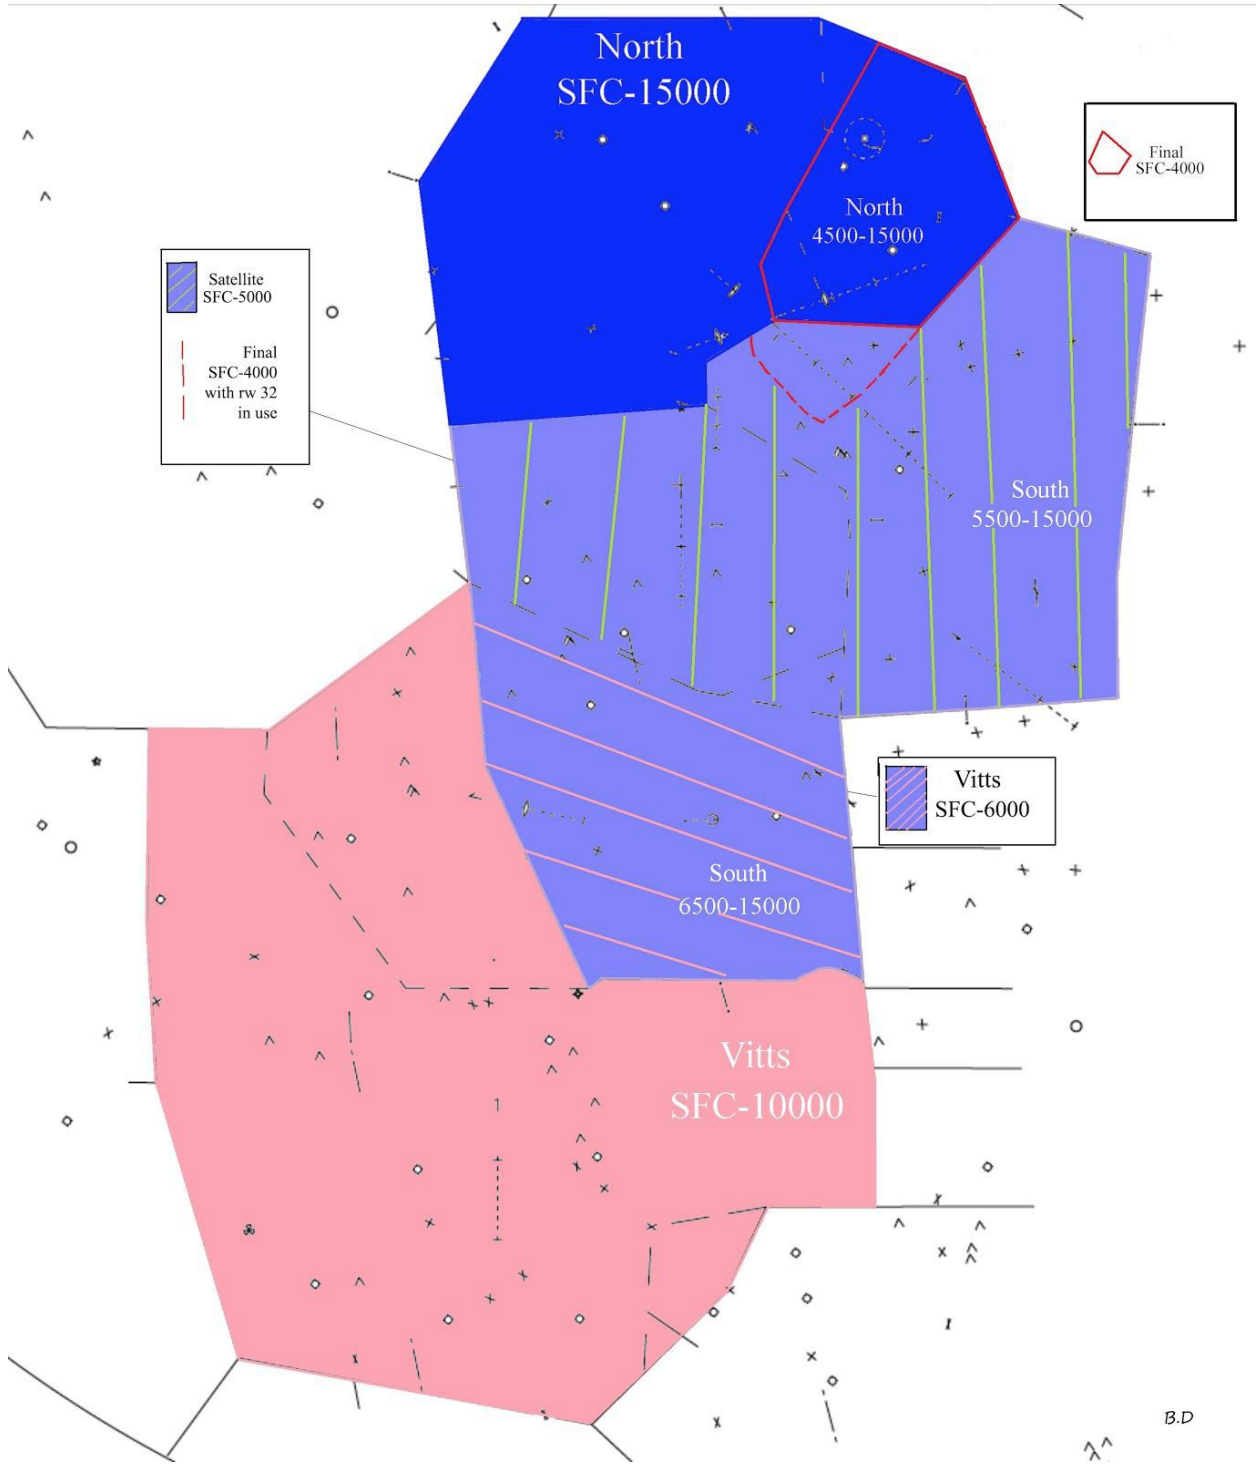 North
SFC-15000
Final
SFC-4000
North
4500-15000
Satellite
SFC-5000
Final
SFC-4000
with rw 32
in use
South
5500-15000
Vitts
SFC-6000
South
6500-15000
Vitts
SFC-10000
B.D